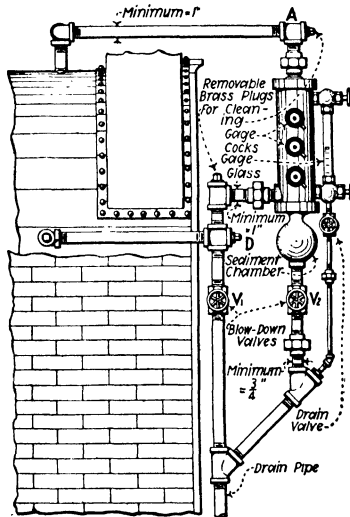 Minimum=1"
A
Removable
Brass Plugs
For Clean-
ing
Gage
Cocks
Gage
Glass
Minimum
=1"
D
Sediment
Chamber
V1
V2
Blow-Down
Valves
Minimum
=3/4"
Drain
Valve
Drain Pipe